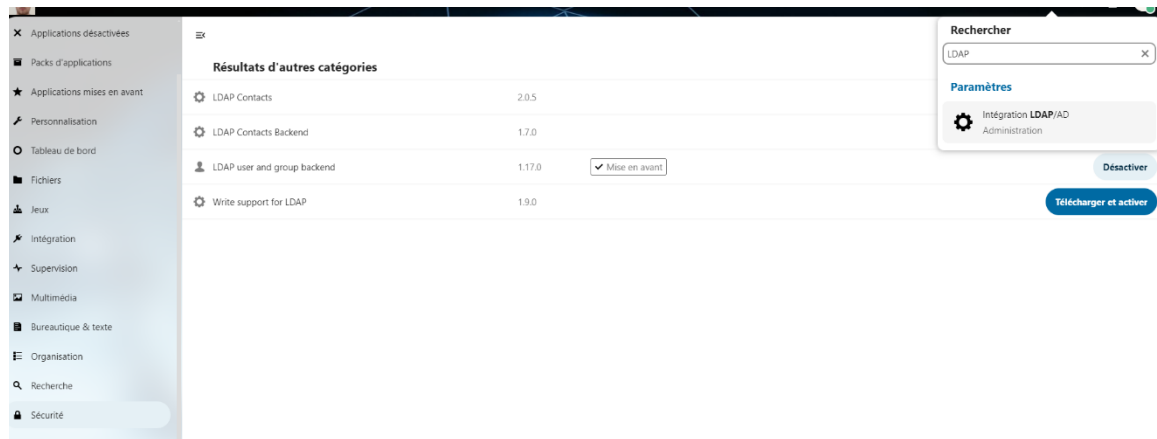 Applications désactivées
Packs d'applications
Applications mises en avant
Personnalisation
Tableau de bord
Fichiers
Jeux
Intégration
Supervision
Multimédia
Bureautique & texte
Organisation
Recherche
Sécurité
Résultats d'autres catégories
LDAP Contacts 2.0.5
LDAP Contacts Backend 1.7.0
LDAP user and group backend 1.17.0 Mise en avant Désactiver
Write support for LDAP 1.9.0 Télécharger et activer
Rechercher
LDAP
Paramètres
Intégration LDAP/AD
Administration